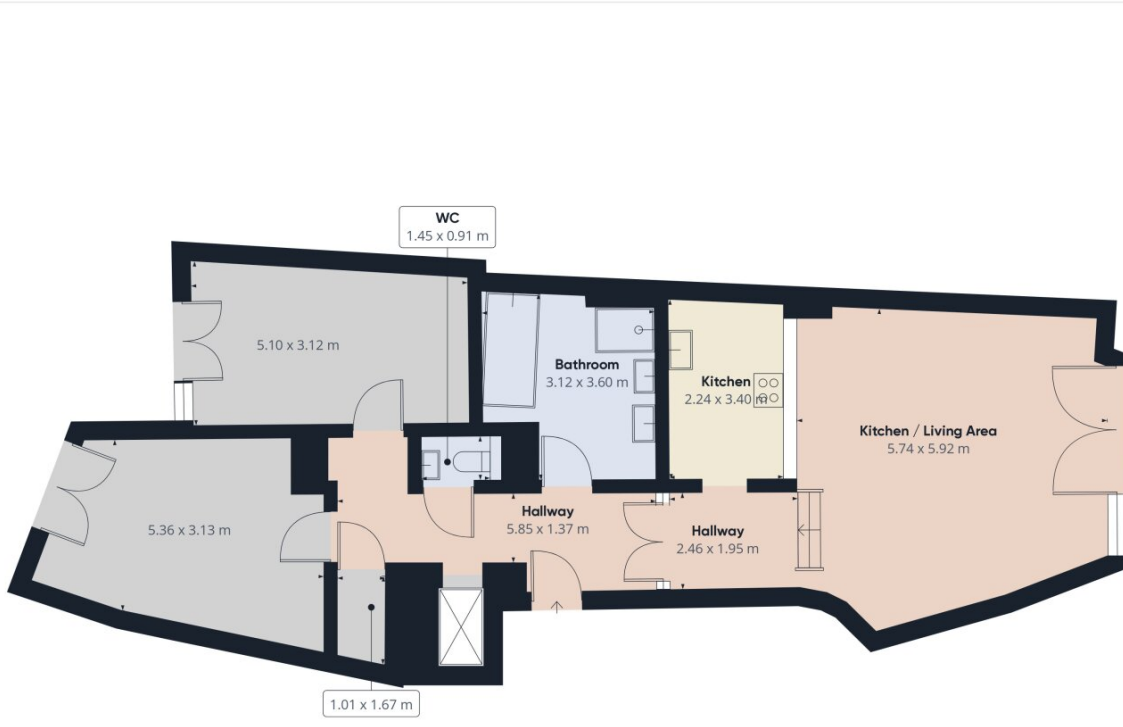 WC
1.45 x 0.91 m
5.10 x 3.12 m
Bathroom
3.12 x 3.60 m
Kitchen
2.24 x 3.40 m
Kitchen / Living Area
5.74 x 5.92 m
5.36 x 3.13 m
Hallway
5.85 x 1.37 m
Hallway
2.46 x 1.95 m
1.01 x 1.67 m